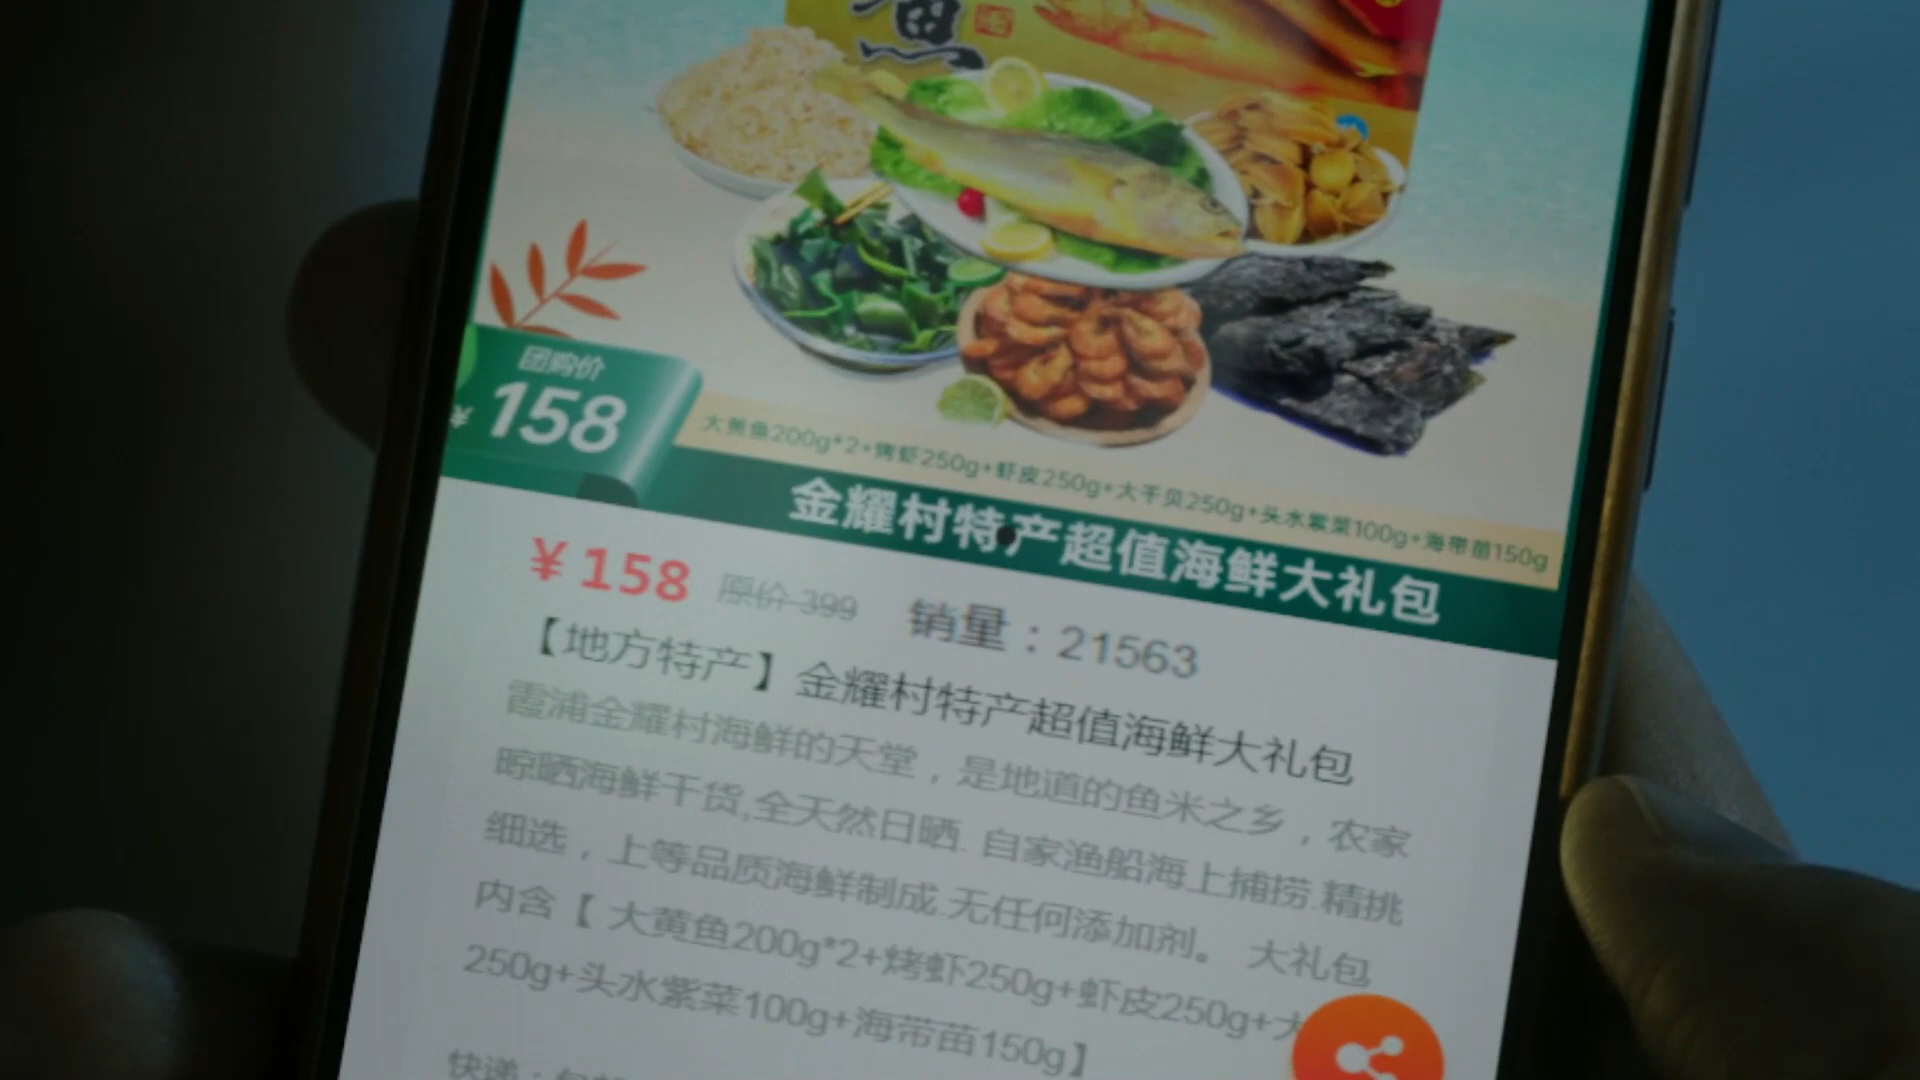 魚
团购价
¥158
大黄鱼200g*2+烤虾250g+虾皮250g+大干贝250g+头水紫菜100g+海带苗150g
金耀村特产超值海鲜大礼包
¥158 原价 399 销量：21563
【地方特产】金耀村特产超值海鲜大礼包
霞浦金耀村海鲜的天堂，是地道的鱼米之乡，农家
晾晒海鲜干货,全天然日晒. 自家渔船海上捕捞.精挑
细选，上等品质海鲜制成.无任何添加剂。 大礼包
内含【 大黄鱼200g*2+烤虾250g+虾皮250g+大
250g+头水紫菜100g+海带苗150g】
快递：